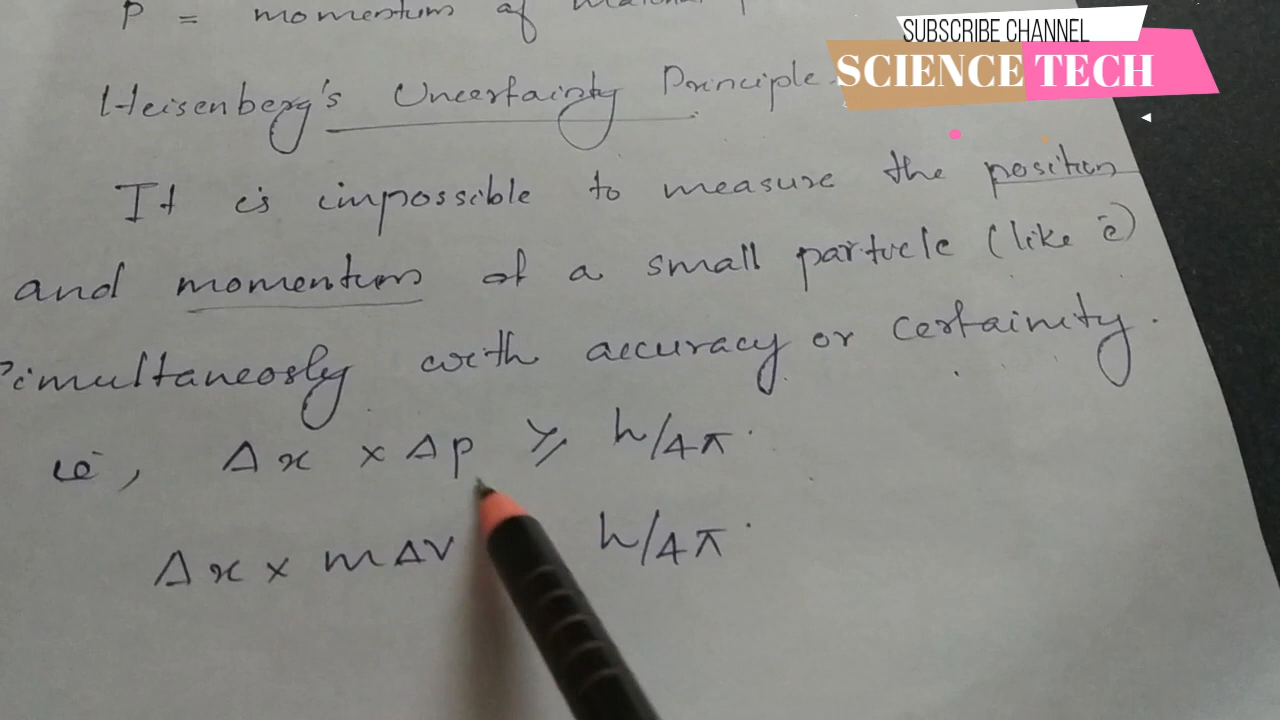 P = momentum of
Heisenberg's Uncertainty Principle
It is impossible to measure the position
and momentum of a small particle (like ē)
Simultaneosly with accuracy or certainity.
ie, Δx × Δp ≥ h/4π.
Δx × mΔv h/4π.
SUBSCRIBE CHANNEL
SCIENCE TECH